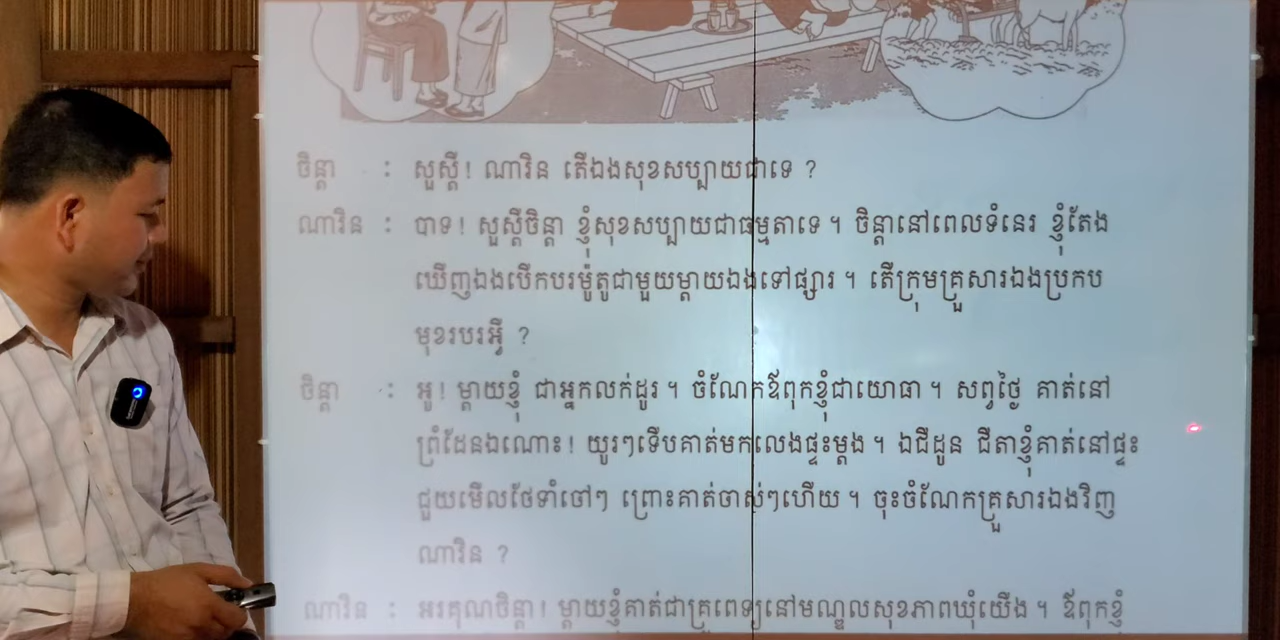 ចិន្តា : សួស្តី! ណាវិន តើឯងសុខសប្បាយជាទេ ?
ណាវិន : បាទ! សួស្តីចិន្តា ខ្ញុំសុខសប្បាយជាធម្មតាទេ ។ ចិន្តានៅពេលទំនេរ ខ្ញុំតែង
ឃើញឯងបើកបរម៉ូតូជាមួយម្តាយឯងទៅផ្សារ ។ តើក្រុមគ្រួសារឯងប្រកប
មុខរបរអ្វី ?
ចិន្តា : អូ! ម្តាយខ្ញុំ ជាអ្នកលក់ដូរ ។ ចំណែកឪពុកខ្ញុំជាយោធា ។ សព្វថ្ងៃ គាត់នៅ
ព្រំដែនឯណោះ! យូរៗទើបគាត់មកលេងផ្ទះម្តង ។ ឯជីដូន ជីតាខ្ញុំគាត់នៅផ្ទះ
ជួយមើលថែទាំចៅៗ ព្រោះគាត់ចាស់ៗហើយ ។ ចុះចំណែកគ្រួសារឯងវិញ
ណាវិន ?
ណាវិន : អរគុណចិន្តា! ម្តាយខ្ញុំគាត់ជាគ្រូពេទ្យនៅមណ្ឌលសុខភាពឃុំយើង ។ ឪពុកខ្ញុំ